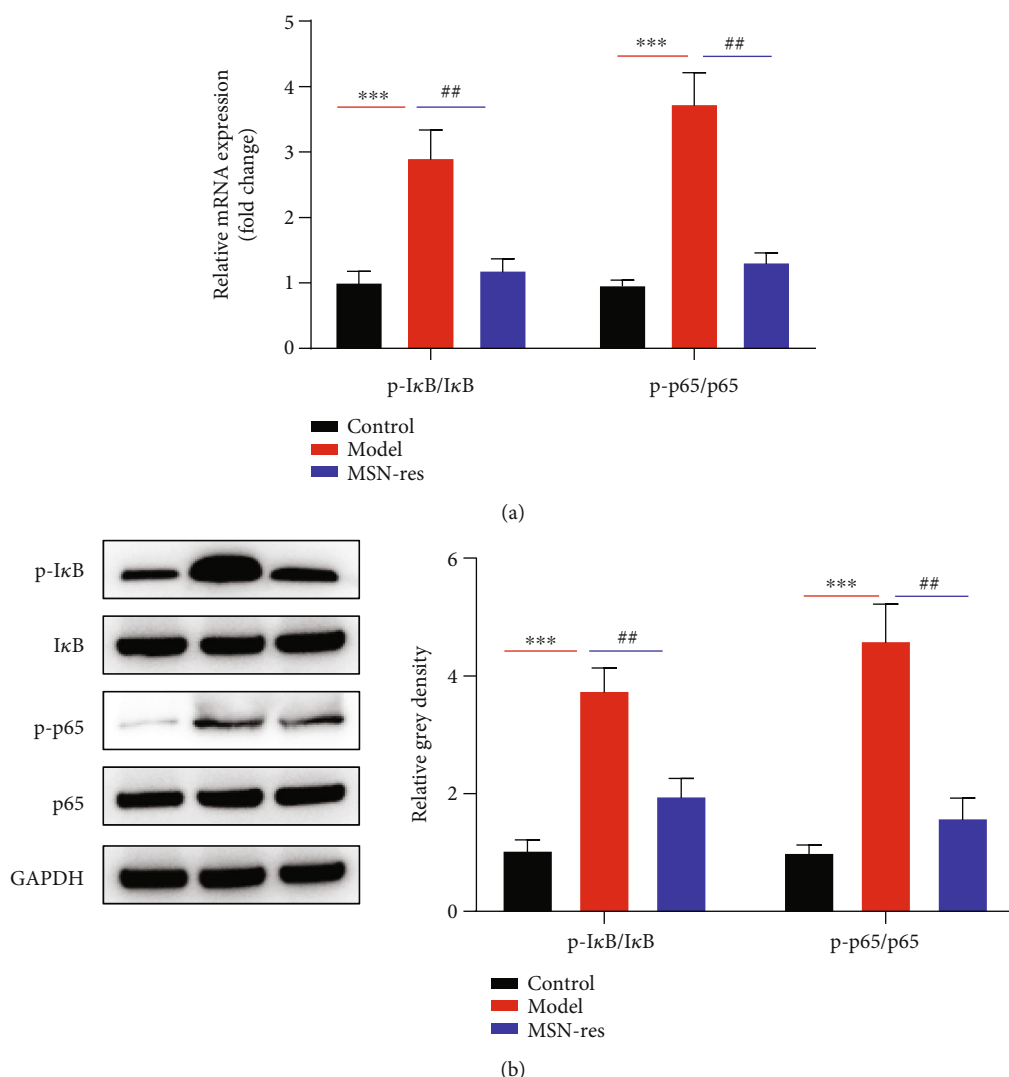 5
4
3
2
1
0
Relative mRNA expression
(fold change)
***
##
***
##
p-IκB/IκB
p-p65/p65
Control
Model
MSN-res
(a)
p-IκB
IκB
p-p65
p65
GAPDH
6
4
2
0
Relative grey density
***
##
***
##
p-IκB/IκB
p-p65/p65
Control
Model
MSN-res
(b)